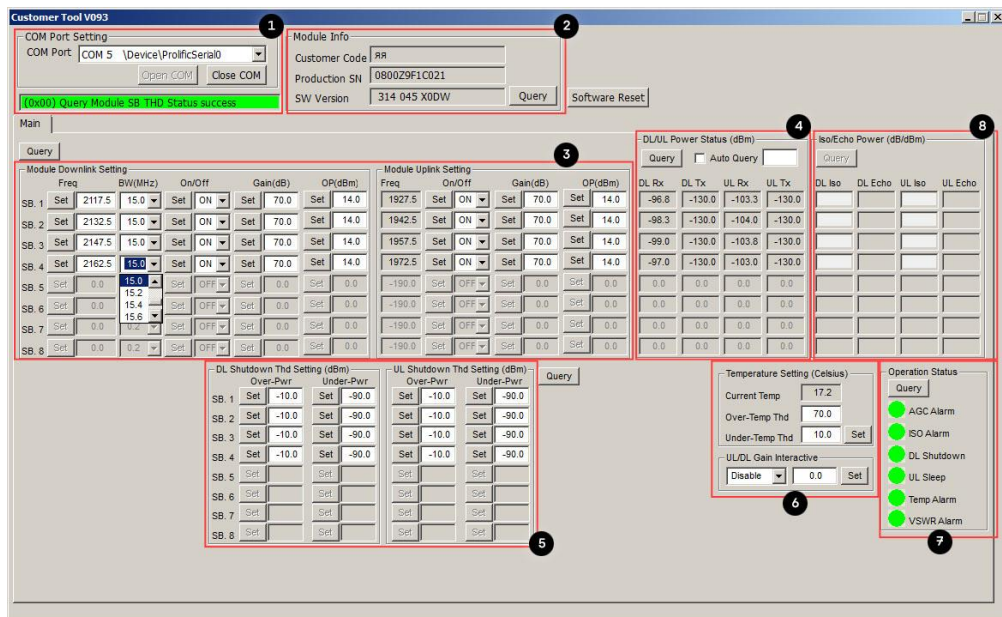 Customer Tool V093
1
COM Port Setting
COM Port COM 5 \Device\ProlificSerial0
Open COM Close COM
(0x00) Query Module SB THD Status success
2
Module Info
Customer Code яя
Production SN 0800Z9F1C021
SW Version 314 045 X0DW Query Software Reset
Main
Query
3
Module Downlink Setting
Freq BW(MHz) On/Off Gain(dB) OP(dBm)
SB. 1 Set 2117.5 15.0 Set ON Set 70.0 Set 14.0
SB. 2 Set 2132.5 15.0 Set ON Set 70.0 Set 14.0
SB. 3 Set 2147.5 15.0 Set ON Set 70.0 Set 14.0
SB. 4 Set 2162.5 15.0 Set ON Set 70.0 Set 14.0
SB. 5 Set 0.0 Set OFF Set 0.0 Set 0.0
SB. 6 Set 0.0 Set OFF Set 0.0 Set 0.0
SB. 7 Set 0.0 0.2 Set OFF Set 0.0 Set 0.0
SB. 8 Set 0.0 0.2 Set OFF Set 0.0 Set 0.0
15.0
15.2
15.4
15.6
Module Uplink Setting
Freq On/Off Gain(dB) OP(dBm)
1927.5 Set ON Set 70.0 Set 14.0
1942.5 Set ON Set 70.0 Set 14.0
1957.5 Set ON Set 70.0 Set 14.0
1972.5 Set ON Set 70.0 Set 14.0
-190.0 Set OFF Set 0.0 Set 0.0
-190.0 Set OFF Set 0.0 Set 0.0
-190.0 Set OFF Set 0.0 Set 0.0
-190.0 Set OFF Set 0.0 Set 0.0
4
DL/UL Power Status (dBm)
Query Auto Query
DL Rx DL Tx UL Rx UL Tx
-96.8 -130.0 -103.3 -130.0
-98.3 -130.0 -104.0 -130.0
-99.0 -130.0 -103.8 -130.0
-97.0 -130.0 -103.8 -130.0
0.0 0.0 0.0 0.0
0.0 0.0 0.0 0.0
0.0 0.0 0.0 0.0
0.0 0.0 0.0 0.0
8
Iso/Echo Power (dB/dBm)
Query
DL Iso DL Echo UL Iso UL Echo
DL Shutdown Thd Setting (dBm)
Over-Pwr Under-Pwr
SB. 1 Set -10.0 Set -90.0
SB. 2 Set -10.0 Set -90.0
SB. 3 Set -10.0 Set -90.0
SB. 4 Set -10.0 Set -90.0
SB. 5 Set Set
SB. 6 Set Set
SB. 7 Set Set
SB. 8 Set Set
UL Shutdown Thd Setting (dBm)
Over-Pwr Under-Pwr
Set -10.0 Set -90.0
Set -10.0 Set -90.0
Set -10.0 Set -90.0
Set -10.0 Set -90.0
Set Set
Set Set
Set Set
Set Set
5
Query
Temperature Setting (Celsius)
Current Temp 17.2
Over-Temp Thd 70.0
Under-Temp Thd 10.0 Set
UL/DL Gain Interactive
Disable 0.0 Set
6
Operation Status
Query
AGC Alarm
ISO Alarm
DL Shutdown
UL Sleep
Temp Alarm
VSWR Alarm
7